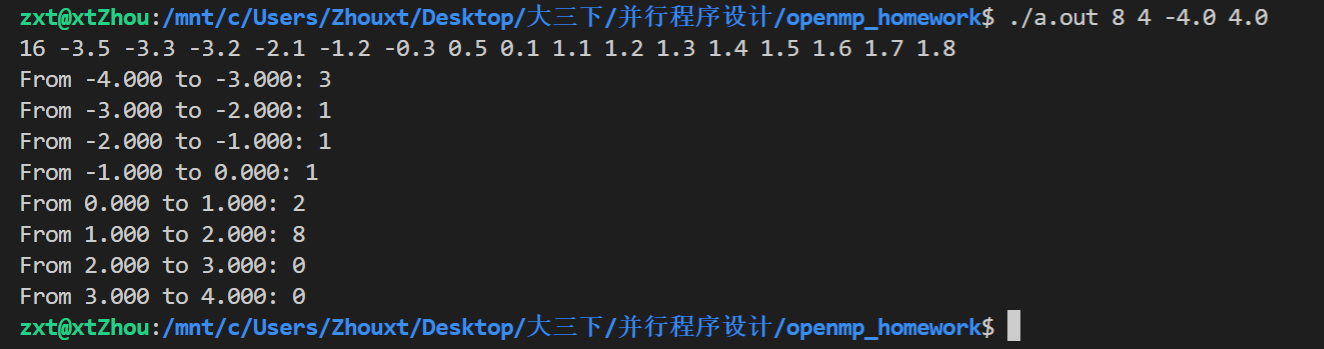 zxt@xtZhou:/mnt/c/Users/Zhouxt/Desktop/大三下/并行程序设计/openmp_homework$ ./a.out 8 4 -4.0 4.0
16 -3.5 -3.3 -3.2 -2.1 -1.2 -0.3 0.5 0.1 1.1 1.2 1.3 1.4 1.5 1.6 1.7 1.8
From -4.000 to -3.000: 3
From -3.000 to -2.000: 1
From -2.000 to -1.000: 1
From -1.000 to 0.000: 1
From 0.000 to 1.000: 2
From 1.000 to 2.000: 8
From 2.000 to 3.000: 0
From 3.000 to 4.000: 0
zxt@xtZhou:/mnt/c/Users/Zhouxt/Desktop/大三下/并行程序设计/openmp_homework$